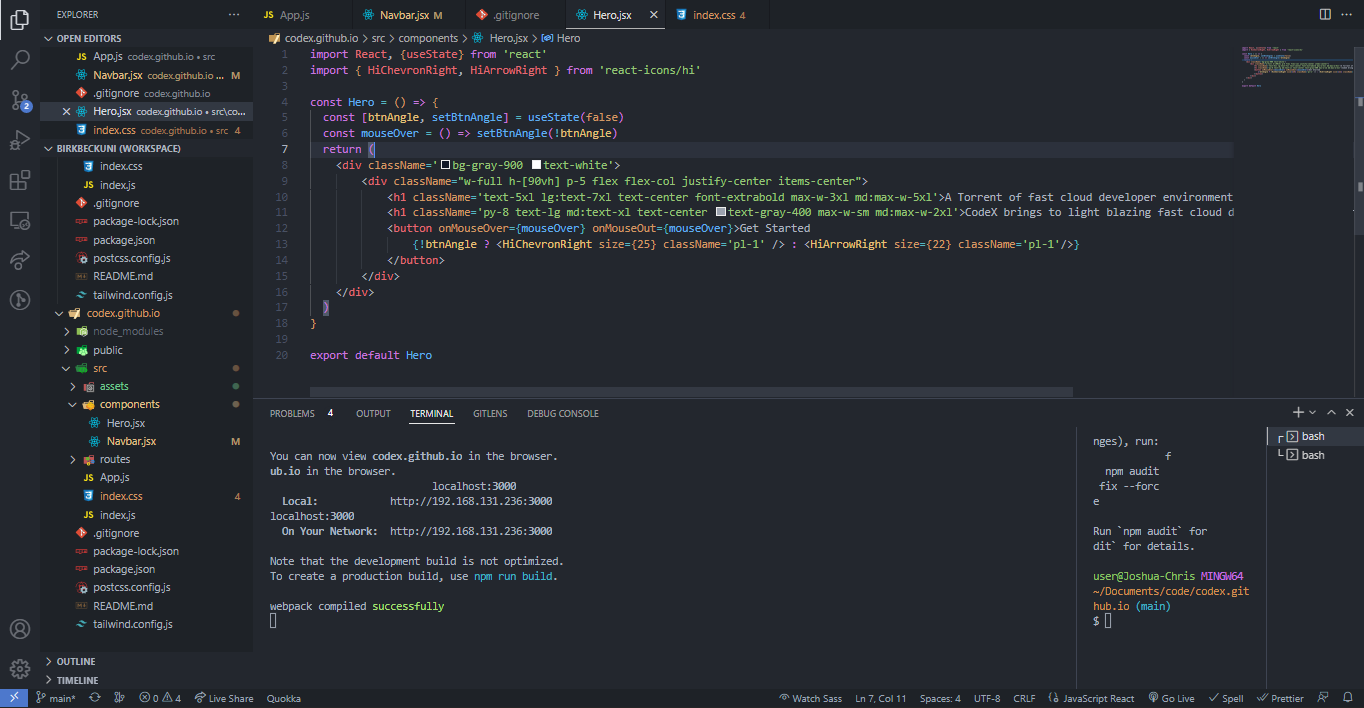 EXPLORER
OPEN EDITORS
App.js codex.github.io • src
Navbar.jsx codex.github.io ... M
.gitignore codex.github.io
Hero.jsx codex.github.io • src\co...
index.css codex.github.io • src 4
BIRKBECKUNI (WORKSPACE)
index.css
index.js
.gitignore
package-lock.json
package.json
postcss.config.js
README.md
tailwind.config.js
codex.github.io
node_modules
public
src
assets
components
Hero.jsx
Navbar.jsx M
routes
App.js
index.css 4
index.js
.gitignore
package-lock.json
package.json
postcss.config.js
README.md
tailwind.config.js
OUTLINE
TIMELINE
App.js Navbar.jsx M .gitignore Hero.jsx index.css 4
codex.github.io > src > components > Hero.jsx > Hero
1 import React, {useState} from 'react'
2 import { HiChevronRight, HiArrowRight } from 'react-icons/hi'
3
4 const Hero = () => {
5 const [btnAngle, setBtnAngle] = useState(false)
6 const mouseOver = () => setBtnAngle(!btnAngle)
7 return (
8 <div className='bg-gray-900 text-white'>
9 <div className="w-full h-[90vh] p-5 flex flex-col justify-center items-center">
10 <h1 className='text-5xl lg:text-7xl text-center font-extrabold max-w-3xl md:max-w-5xl'>A Torrent of fast cloud developer environment
11 <h1 className='py-8 text-lg md:text-xl text-center text-gray-400 max-w-sm md:max-w-2xl'>CodeX brings to light blazing fast cloud d
12 <button onMouseOver={mouseOver} onMouseOut={mouseOver}>Get Started
13 {!btnAngle ? <HiChevronRight size={25} className='pl-1' /> : <HiArrowRight size={22} className='pl-1'/>}
14 </button>
15 </div>
16 </div>
17 )
18 }
19
20 export default Hero
PROBLEMS 4 OUTPUT TERMINAL GITLENS DEBUG CONSOLE
You can now view codex.github.io in the browser.
ub.io in the browser.
localhost:3000
Local: http://192.168.131.236:3000
localhost:3000
On Your Network: http://192.168.131.236:3000
Note that the development build is not optimized.
To create a production build, use npm run build.
webpack compiled successfully
nges), run:
f
npm audit
fix --forc
e
Run `npm audit` for
dit` for details.
user@Joshua-Chris MINGW64
~/Documents/code/codex.git
hub.io (main)
$
bash
bash
2
main* 0 4 Live Share Quokka Watch Sass Ln 7, Col 11 Spaces: 4 UTF-8 CRLF JavaScript React Go Live Spell Prettier